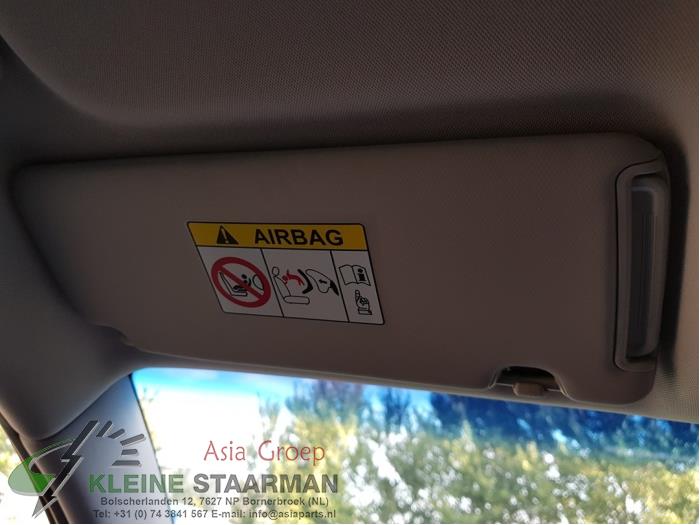 AIRBAG
Asia Groep
KLEINE STAARMAN
Bolscherlanden 12, 7627 NP Bornerbroek (NL)
Tel: +31 (0) 74 3841 567 E-mail: info@asiaparts.nl